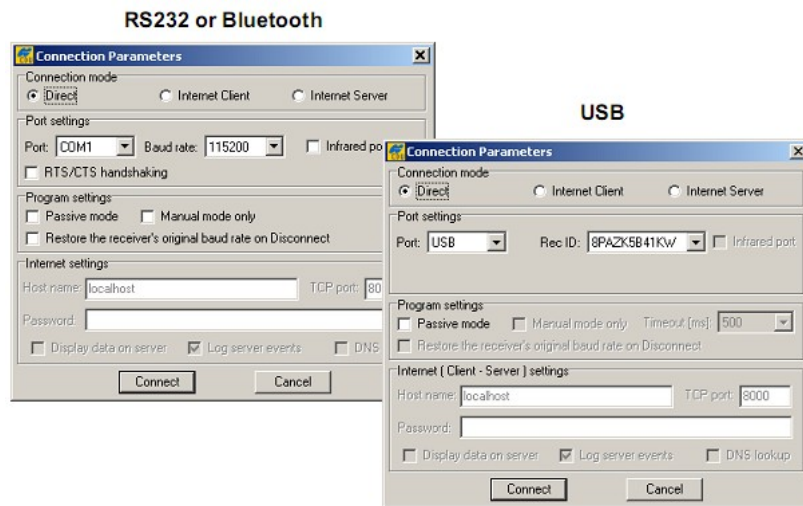 RS232 or Bluetooth
Connection Parameters
Connection mode
Direct Internet Client Internet Server
Port settings
Port: COM1 Baud rate: 115200 Infrared po
RTS/CTS handshaking
Program settings
Passive mode Manual mode only
Restore the receiver's original baud rate on Disconnect
Internet settings
Host name: localhost TCP port: 80
Password:
Display data on server Log server events DNS
Connect Cancel
USB
Connection Parameters
Connection mode
Direct Internet Client Internet Server
Port settings
Port: USB Rec ID: 8PAZK5B41KW Infrared port
Program settings
Passive mode Manual mode only Timeout [ms]: 500
Restore the receiver's original baud rate on Disconnect
Internet ( Client - Server ) settings
Host name: localhost TCP port: 8000
Password:
Display data on server Log server events DNS lookup
Connect Cancel